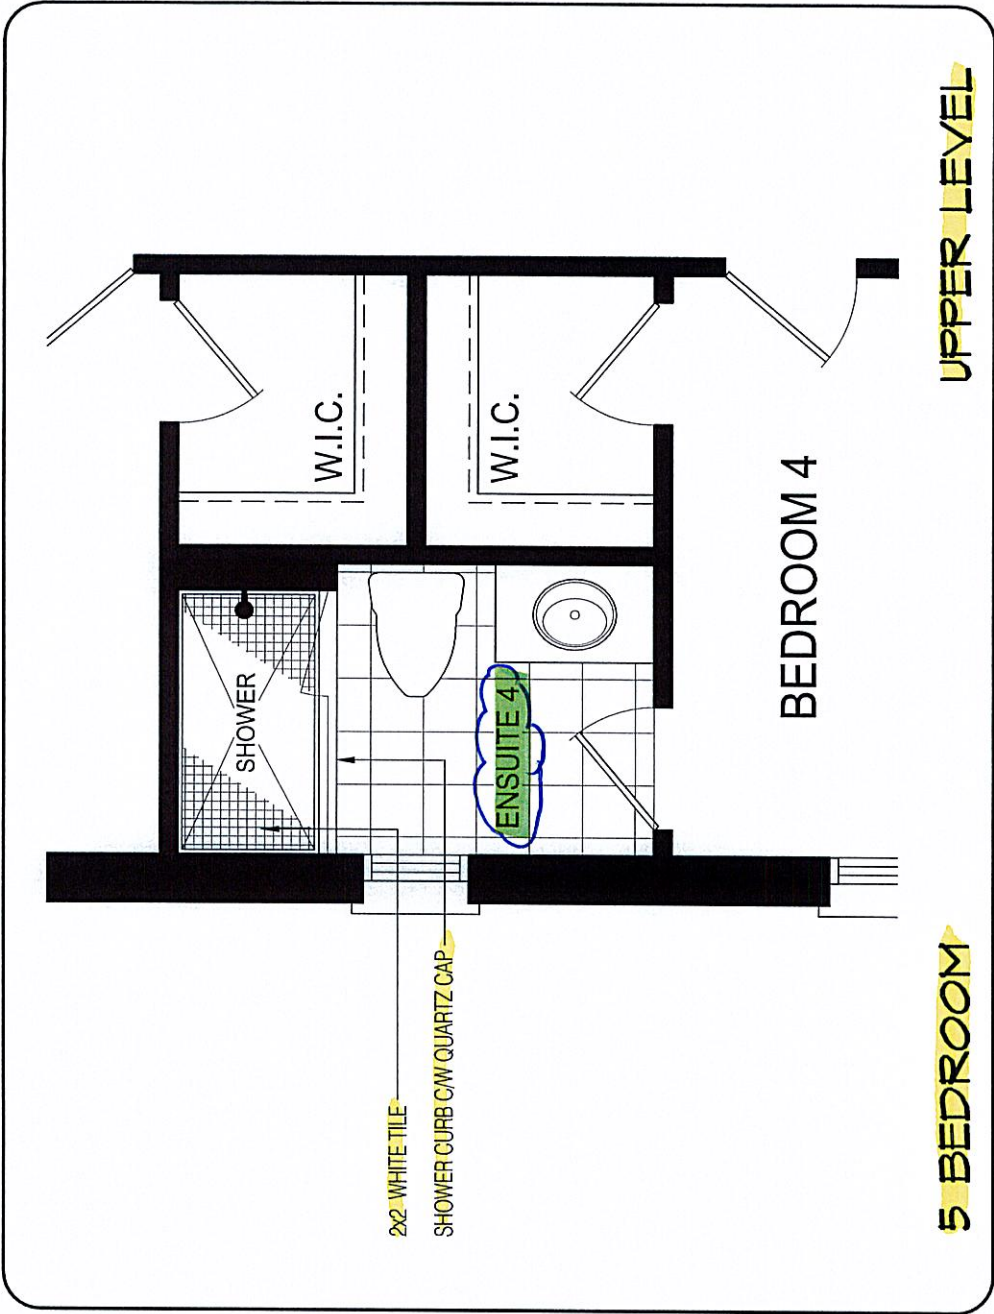 2x2 WHITE TILE
SHOWER CURB C/W QUARTZ CAP
SHOWER
W.I.C.
W.I.C.
ENSUITE 4
BEDROOM 4
5 BEDROOM
UPPER LEVEL